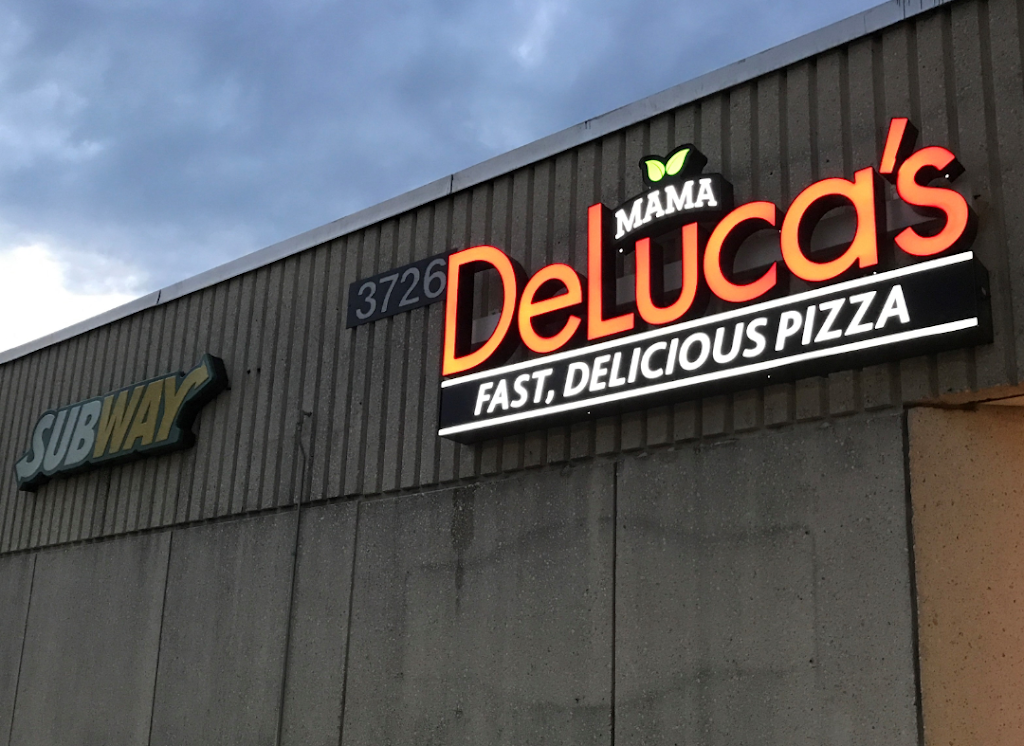 SUBWAY
3726
MAMA
DeLuca's
FAST, DELICIOUS PIZZA